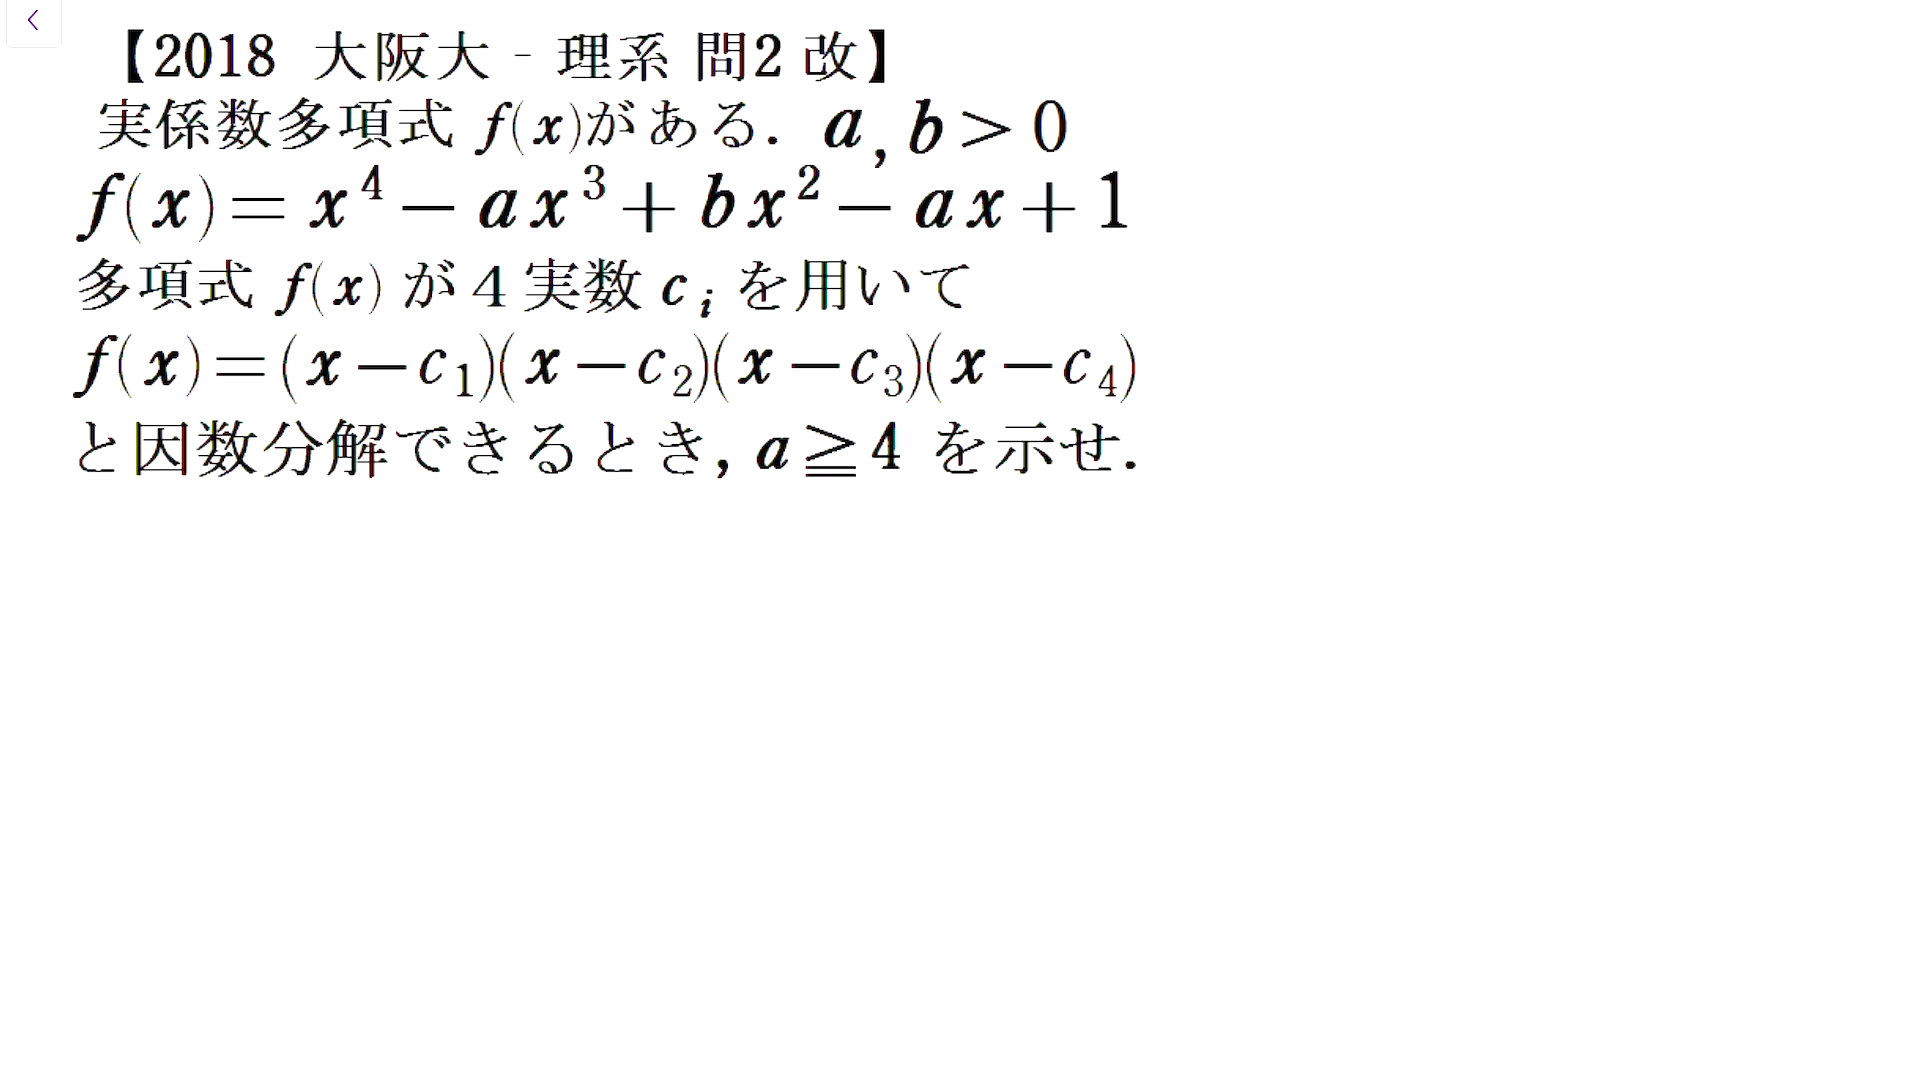 【2018 大阪大 - 理系 問2 改】
実係数多項式 f(x)がある. a, b > 0
f(x) = x⁴ − ax³ + bx² − ax + 1
多項式 f(x) が4実数 cᵢ を用いて
f(x) = (x − c₁)(x − c₂)(x − c₃)(x − c₄)
と因数分解できるとき, a ≧ 4 を示せ.